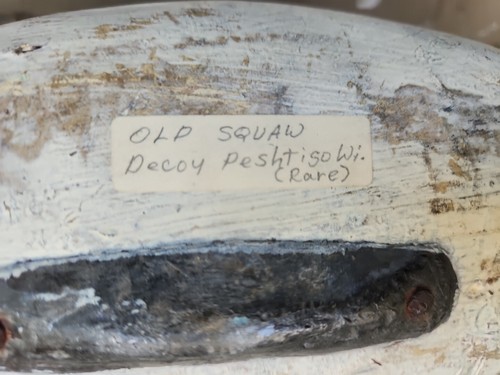 OLD SQUAW
Decoy Peshtigo Wi.
(Rare)